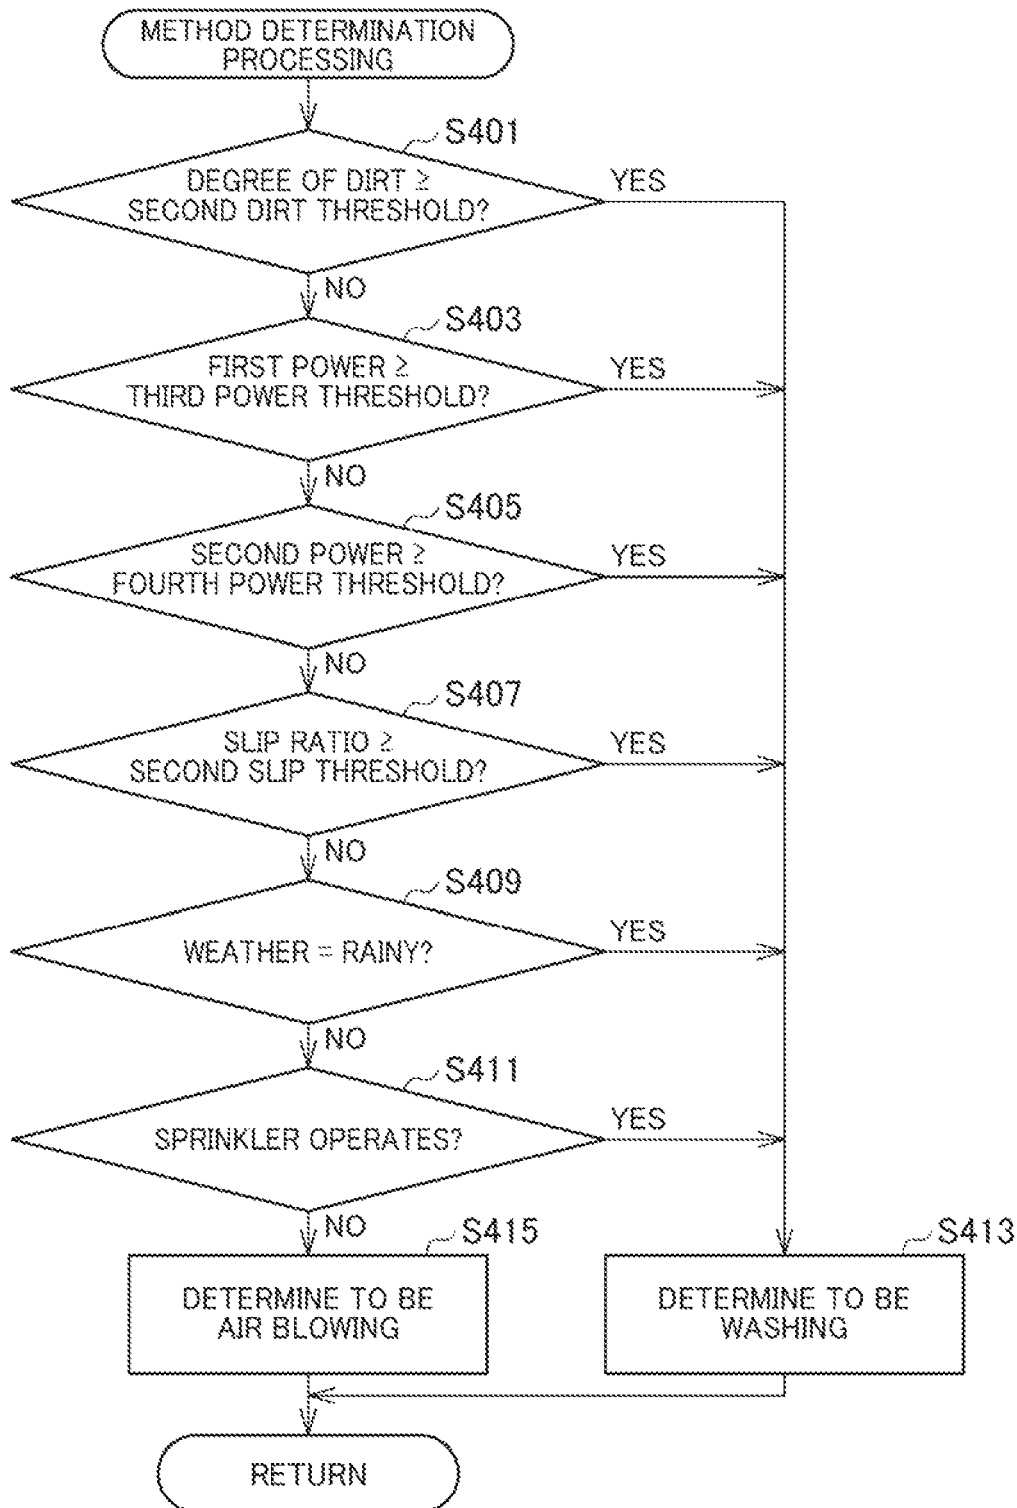 METHOD DETERMINATION
PROCESSING
S401
DEGREE OF DIRT ≥
SECOND DIRT THRESHOLD?
YES
NO
S403
FIRST POWER ≥
THIRD POWER THRESHOLD?
YES
NO
S405
SECOND POWER ≥
FOURTH POWER THRESHOLD?
YES
NO
S407
SLIP RATIO ≥
SECOND SLIP THRESHOLD?
YES
NO
S409
WEATHER = RAINY?
YES
NO
S411
SPRINKLER OPERATES?
YES
NO
S415
DETERMINE TO BE
AIR BLOWING
S413
DETERMINE TO BE
WASHING
RETURN